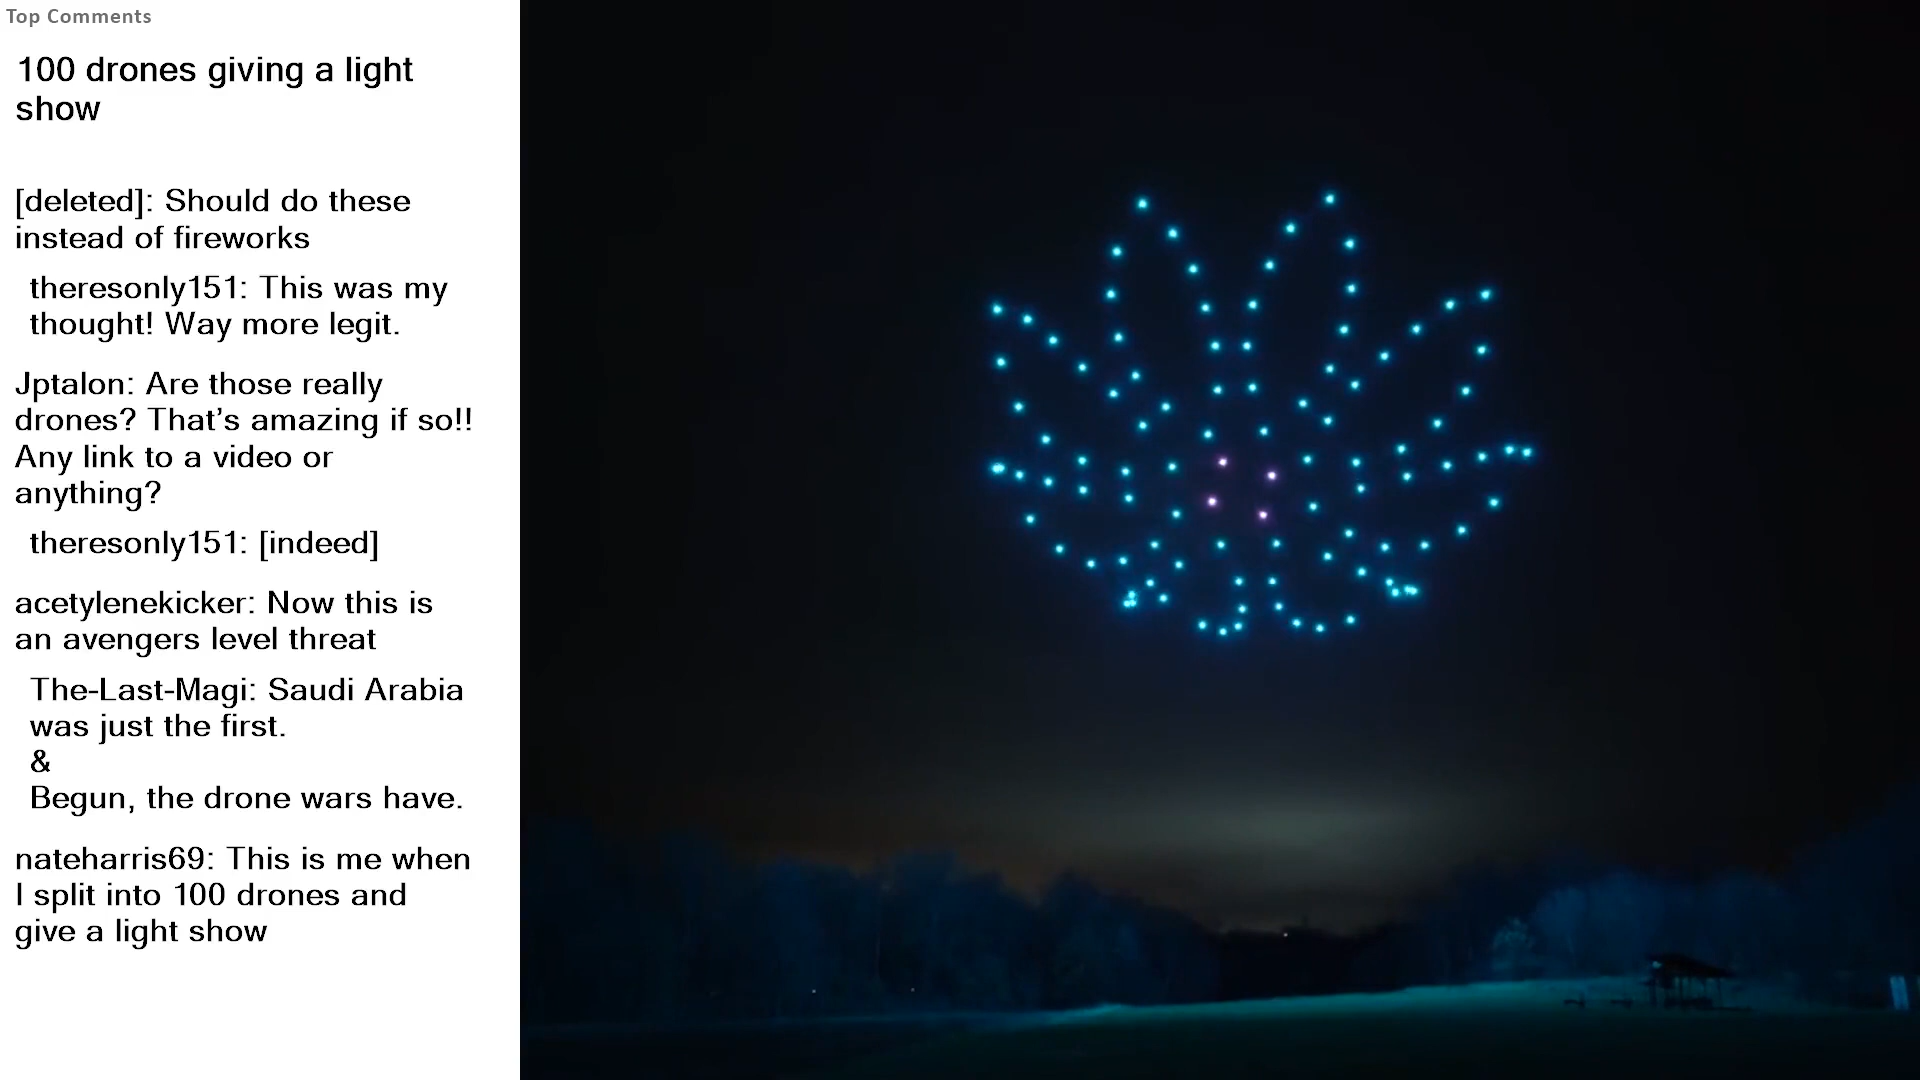 Top Comments
100 drones giving a light
show
[deleted]: Should do these
instead of fireworks
theresonly151: This was my
thought! Way more legit.
Jptalon: Are those really
drones? That's amazing if so!!
Any link to a video or
anything?
theresonly151: [indeed]
acetylenekicker: Now this is
an avengers level threat
The-Last-Magi: Saudi Arabia
was just the first.
&
Begun, the drone wars have.
nateharris69: This is me when
I split into 100 drones and
give a light show